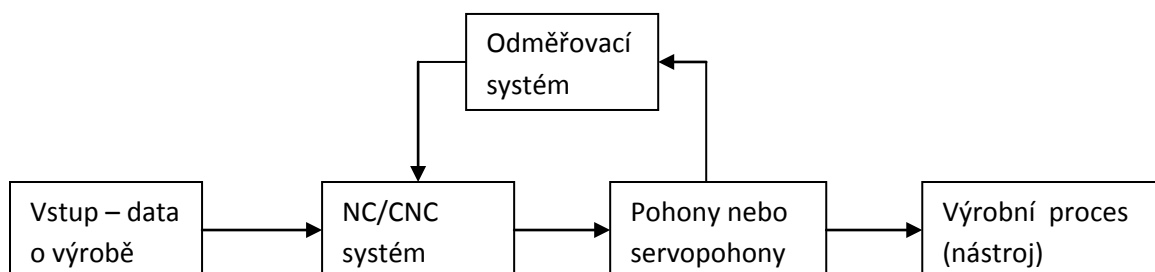 Odměřovací
systém
Vstup – data
o výrobě
NC/CNC
systém
Pohony nebo
servopohony
Výrobní proces
(nástroj)